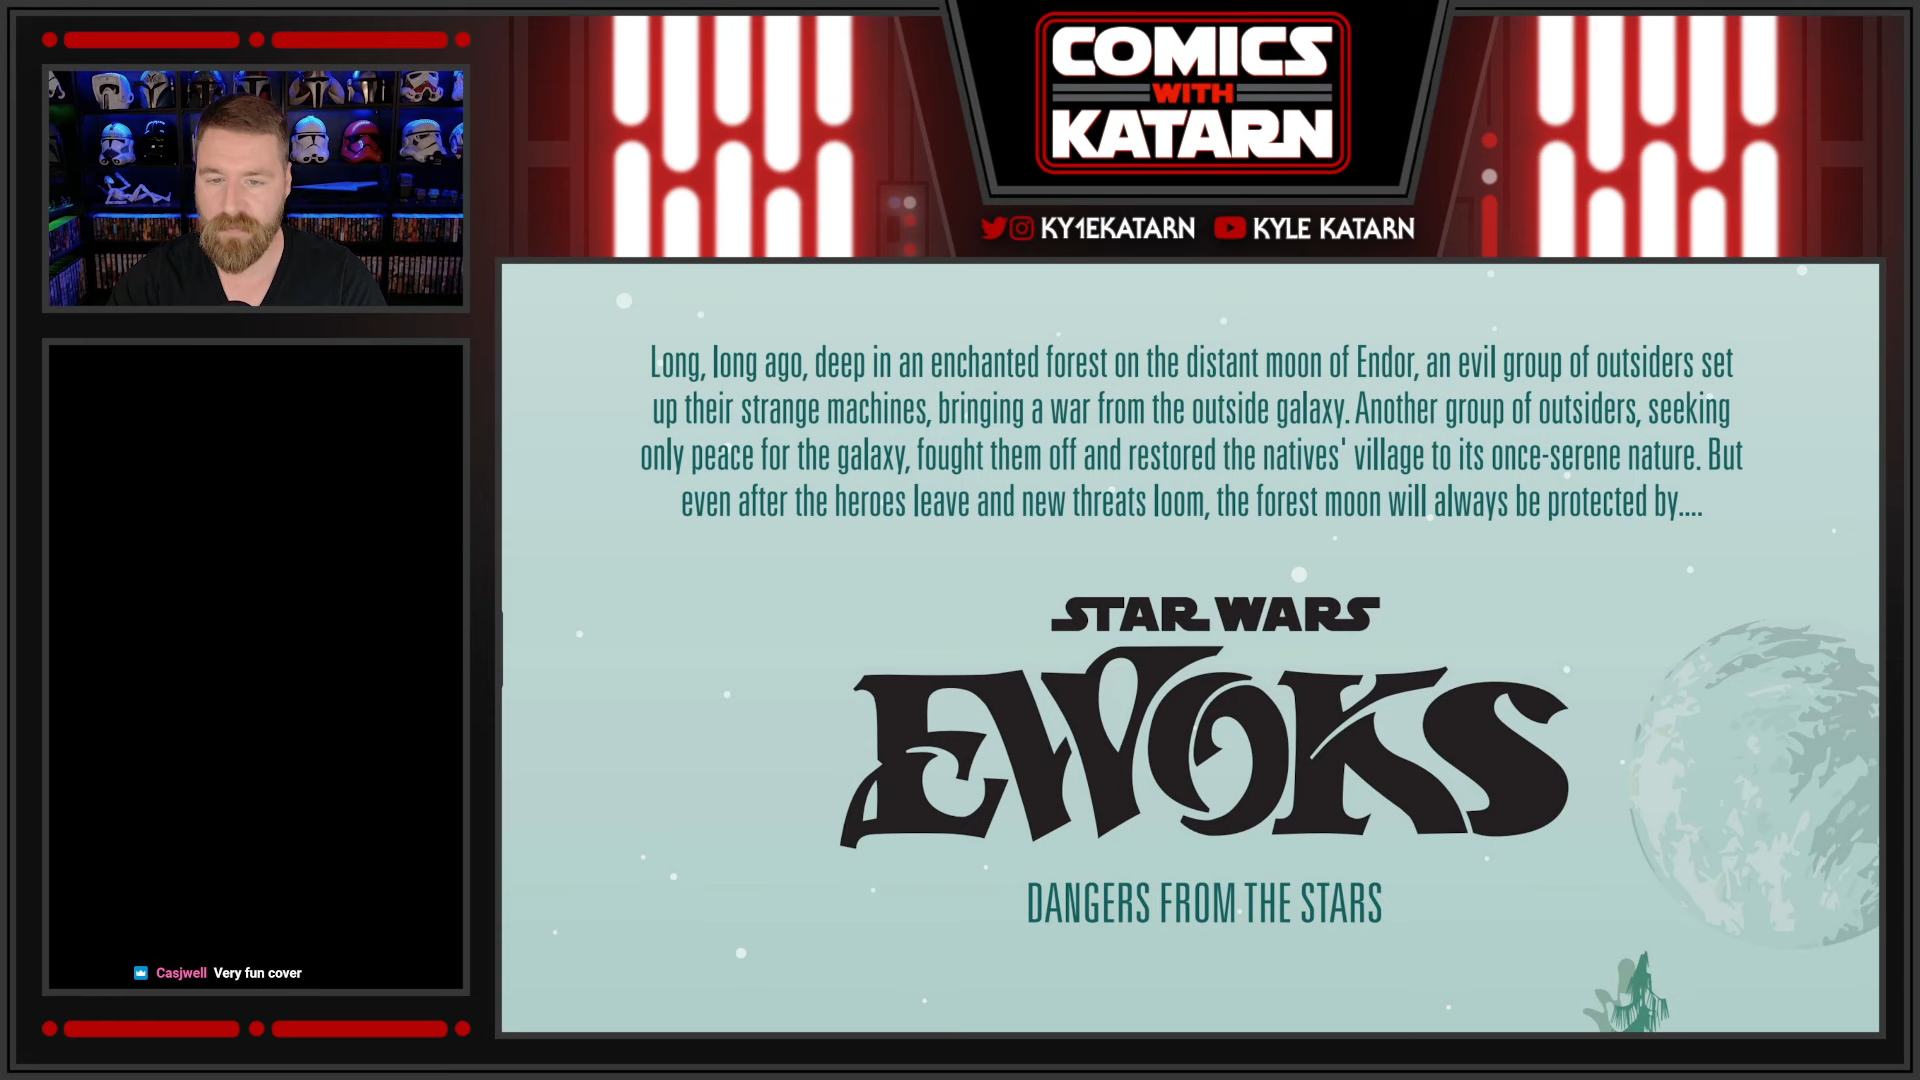 COMICS
WITH
KATARN
KY1EKATARN KYLE KATARN
Long, long ago, deep in an enchanted forest on the distant moon of Endor, an evil group of outsiders set
up their strange machines, bringing a war from the outside galaxy. Another group of outsiders, seeking
only peace for the galaxy, fought them off and restored the natives' village to its once-serene nature. But
even after the heroes leave and new threats loom, the forest moon will always be protected by....
STAR WARS
EWOKS
DANGERS FROM THE STARS
Casjwell Very fun cover